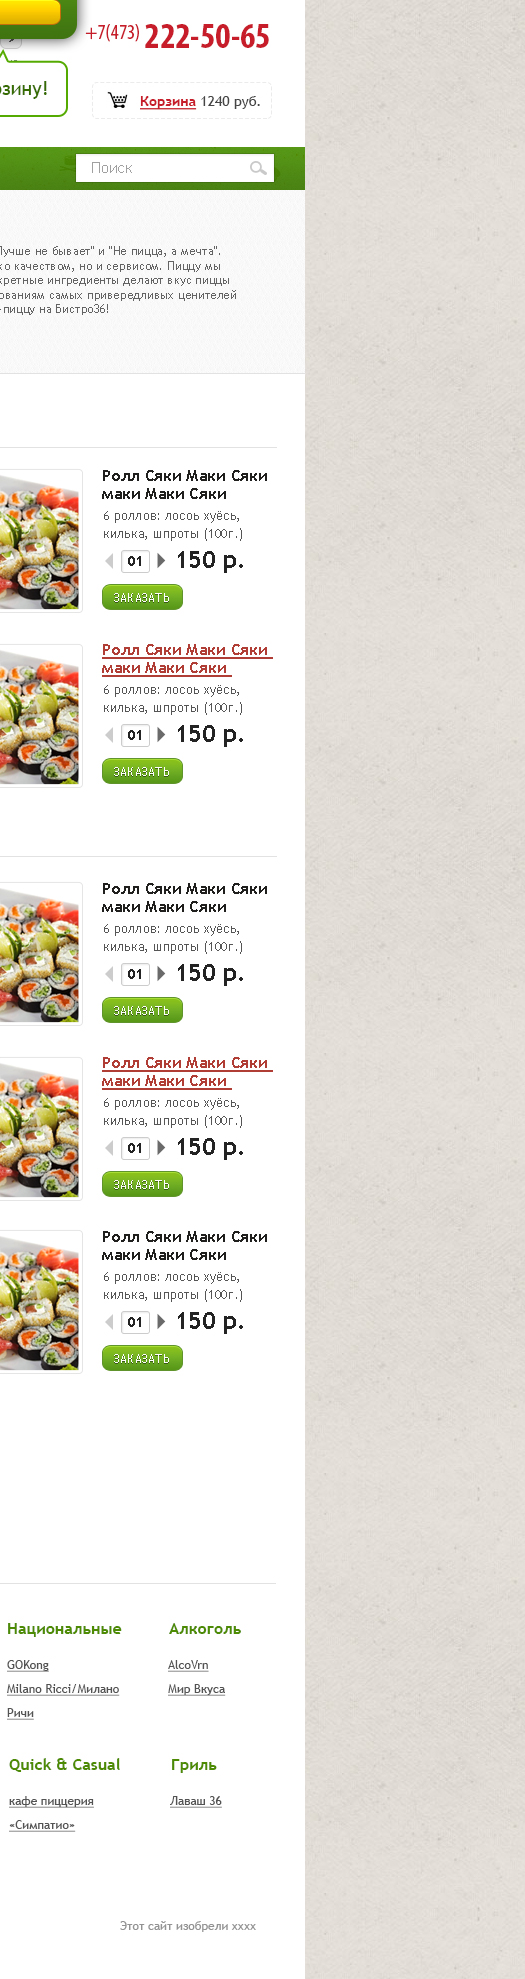 +7(473) 222-50-65
рзину!
Корзина 1240 руб.
Поиск
Лучше не бывает" и "Не пицца, а мечта".
ко качеством, но и сервисом. Пиццу мы
кретные ингредиенты делают вкус пиццы
ованиям самых привередливых ценителей
-пиццу на Бистро36!
Ролл Сяки Маки Сяки
маки Маки Сяки
6 роллов: лосось хуёсь,
килька, шпроты (100г.)
01 150 р.
ЗАКАЗАТЬ
Ролл Сяки Маки Сяки
маки Маки Сяки
6 роллов: лосось хуёсь,
килька, шпроты (100г.)
01 150 р.
ЗАКАЗАТЬ
Ролл Сяки Маки Сяки
маки Маки Сяки
6 роллов: лосось хуёсь,
килька, шпроты (100г.)
01 150 р.
ЗАКАЗАТЬ
Ролл Сяки Маки Сяки
маки Маки Сяки
6 роллов: лосось хуёсь,
килька, шпроты (100г.)
01 150 р.
ЗАКАЗАТЬ
Ролл Сяки Маки Сяки
маки Маки Сяки
6 роллов: лосось хуёсь,
килька, шпроты (100г.)
01 150 р.
ЗАКАЗАТЬ
Национальные
GOKong
Milano Ricci/Милано
Ричи
Алкоголь
AlcoVrn
Мир Вкуса
Quick & Casual
кафе пиццерия
«Симпатио»
Гриль
Лаваш 36
Этот сайт изобрели xxxx